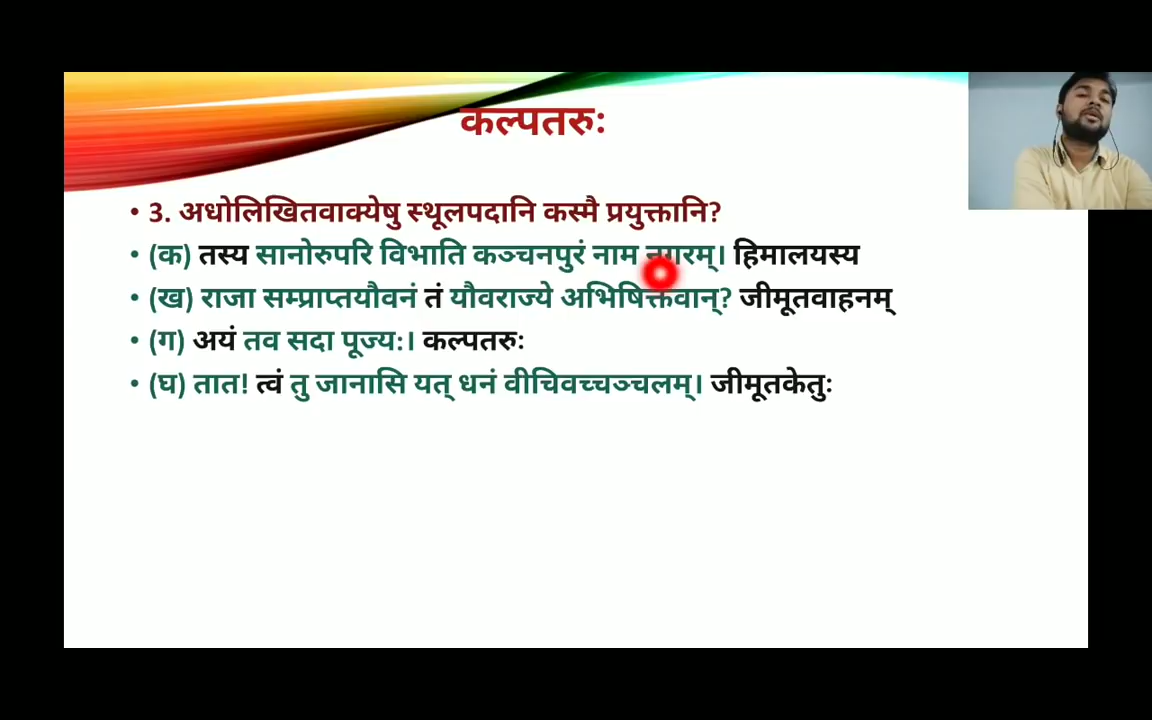 कल्पतरुः
• 3. अधोलिखितवाक्येषु स्थूलपदानि कस्मै प्रयुक्तानि?
• (क) तस्य सानोरुपरि विभाति कञ्चनपुरं नाम नगरम्। हिमालयस्य
• (ख) राजा सम्प्राप्तयौवनं तं यौवराज्ये अभिषिक्तवान्? जीमूतवाहनम्
• (ग) अयं तव सदा पूज्य:। कल्पतरुः
• (घ) तात! त्वं तु जानासि यत् धनं वीचिवच्चञ्चलम्। जीमूतकेतुः